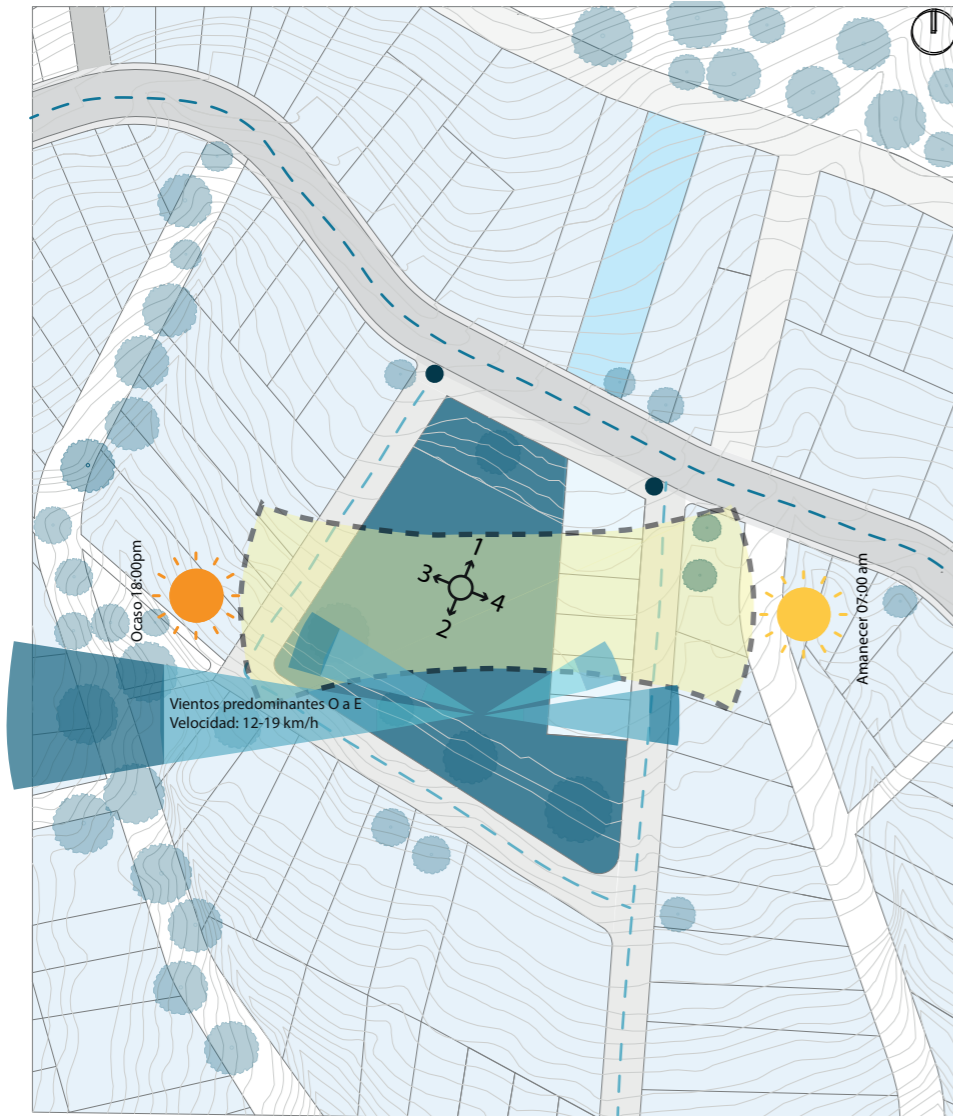 1
3
4
2
Ocaso 18:00pm
Amanecer 07:00 am
Vientos predominantes O a E
Velocidad: 12-19 km/h